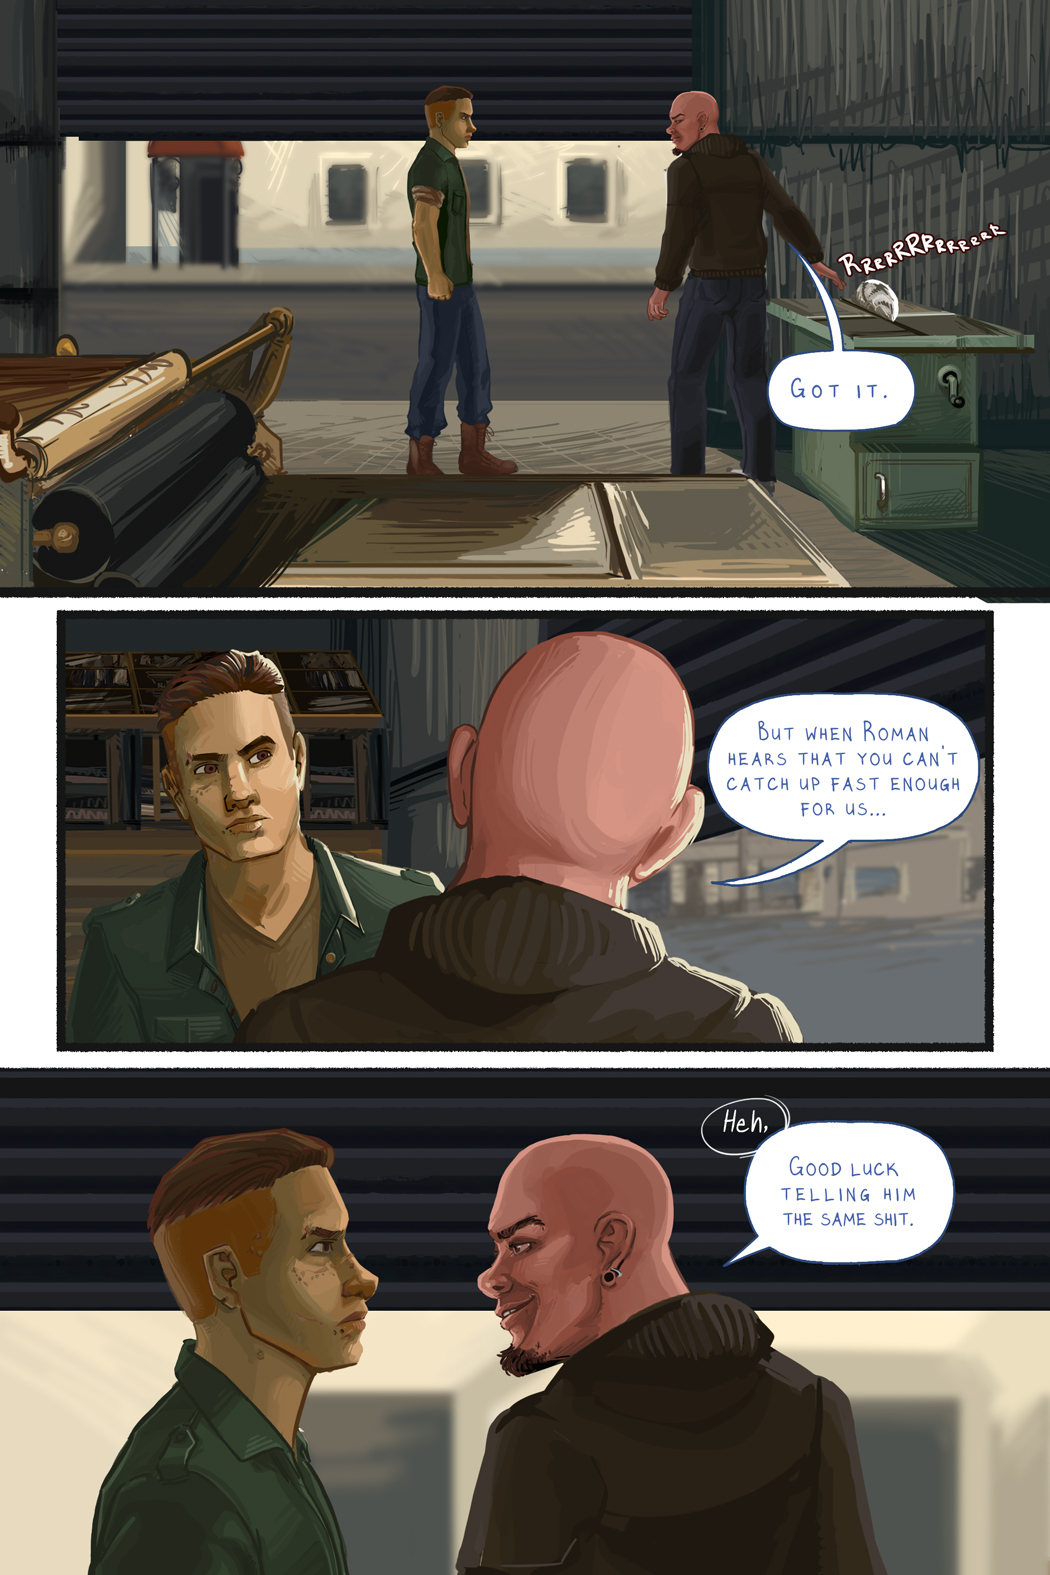 RRRRRRRRRRRRRR
GOT IT.
BUT WHEN ROMAN
HEARS THAT YOU CAN'T
CATCH UP FAST ENOUGH
FOR US...
Heh,
GOOD LUCK
TELLING HIM
THE SAME SHIT.